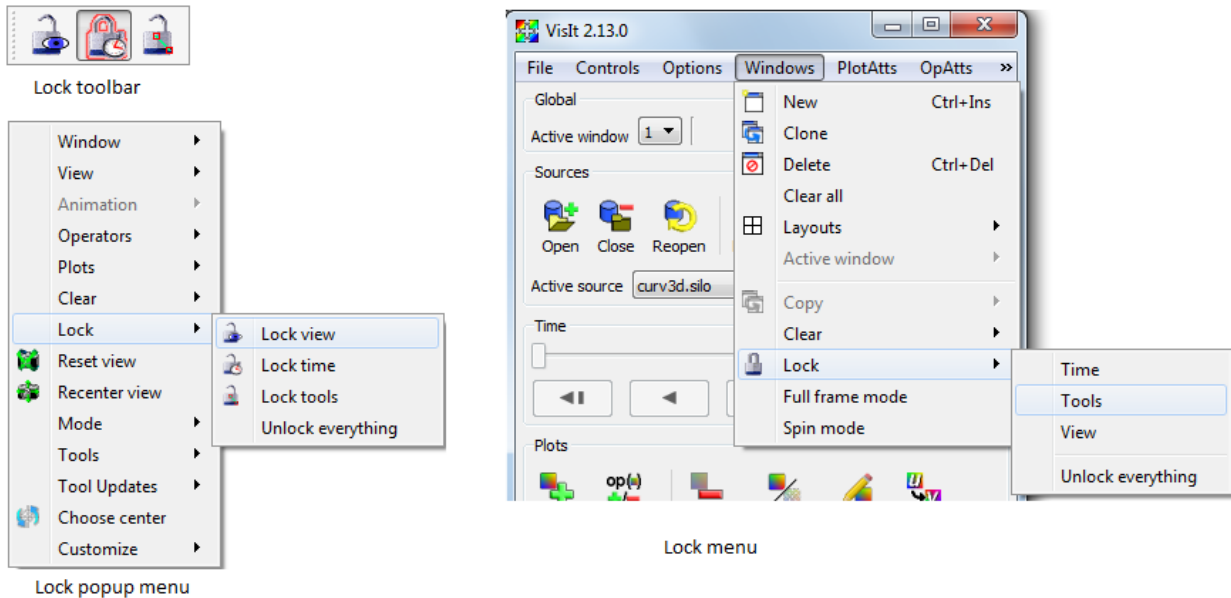 Lock toolbar
Window
View
Animation
Operators
Plots
Clear
Lock
Reset view
Recenter view
Mode
Tools
Tool Updates
Choose center
Customize
Lock view
Lock time
Lock tools
Unlock everything
Lock popup menu
VisIt 2.13.0
File Controls Options Windows PlotAtts OpAtts »
Global
Active window 1
Sources
Open Close Reopen
Active source curv3d.silo
Time
Plots
op(=)
+/-
u
v
New Ctrl+Ins
Clone
Delete Ctrl+Del
Clear all
Layouts
Active window
Copy
Clear
Lock
Full frame mode
Spin mode
Time
Tools
View
Unlock everything
Lock menu